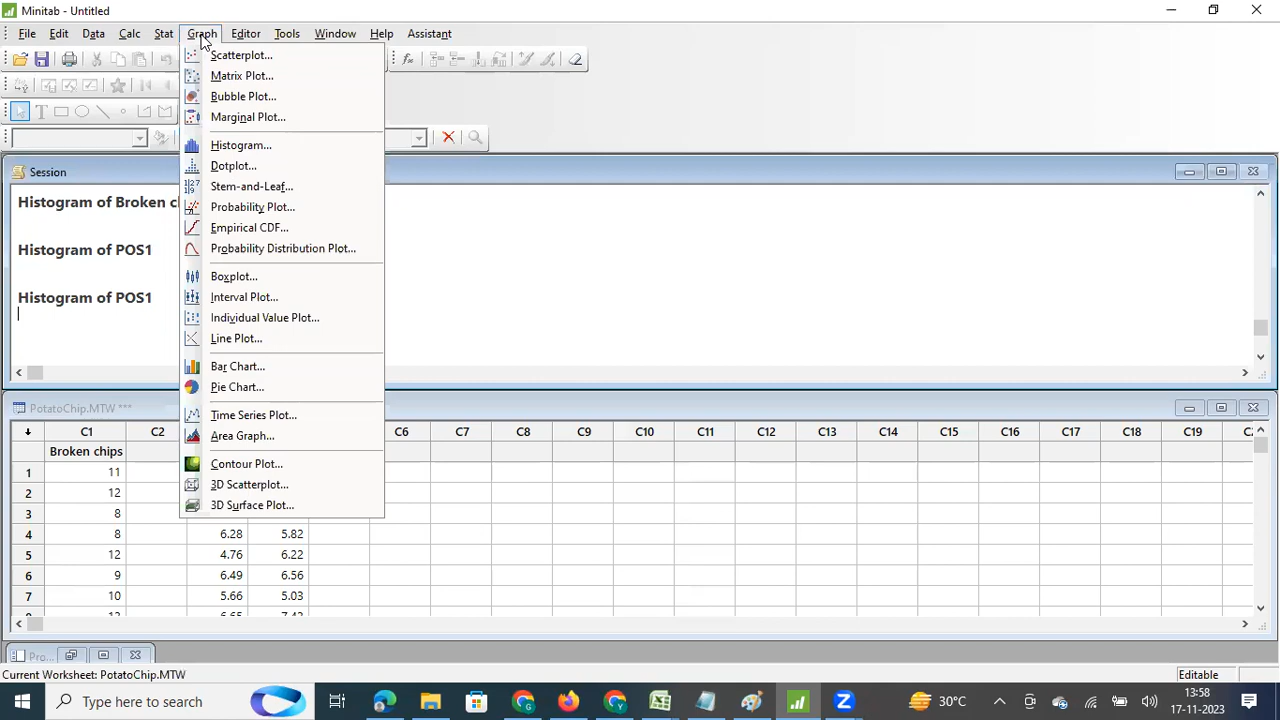 Minitab - Untitled
File Edit Data Calc Stat Graph Editor Tools Window Help Assistant
Scatterplot...
Matrix Plot...
Bubble Plot...
Marginal Plot...
Histogram...
Dotplot...
Stem-and-Leaf...
Probability Plot...
Empirical CDF...
Probability Distribution Plot...
Boxplot...
Interval Plot...
Individual Value Plot...
Line Plot...
Bar Chart...
Pie Chart...
Time Series Plot...
Area Graph...
Contour Plot...
3D Scatterplot...
3D Surface Plot...
Session
Histogram of Broken
Histogram of POS1
Histogram of POS1
PotatoChip.MTW ***
C1 C2 C6 C7 C8 C9 C10 C11 C12 C13 C14 C15 C16 C17 C18 C19
Broken chips
1 11
2 12
3 8
4 8 6.28 5.82
5 12 4.76 6.22
6 9 6.49 6.56
7 10 5.66 5.03
Pro...
Current Worksheet: PotatoChip.MTW Editable
Type here to search 30°C 13:58
17-11-2023